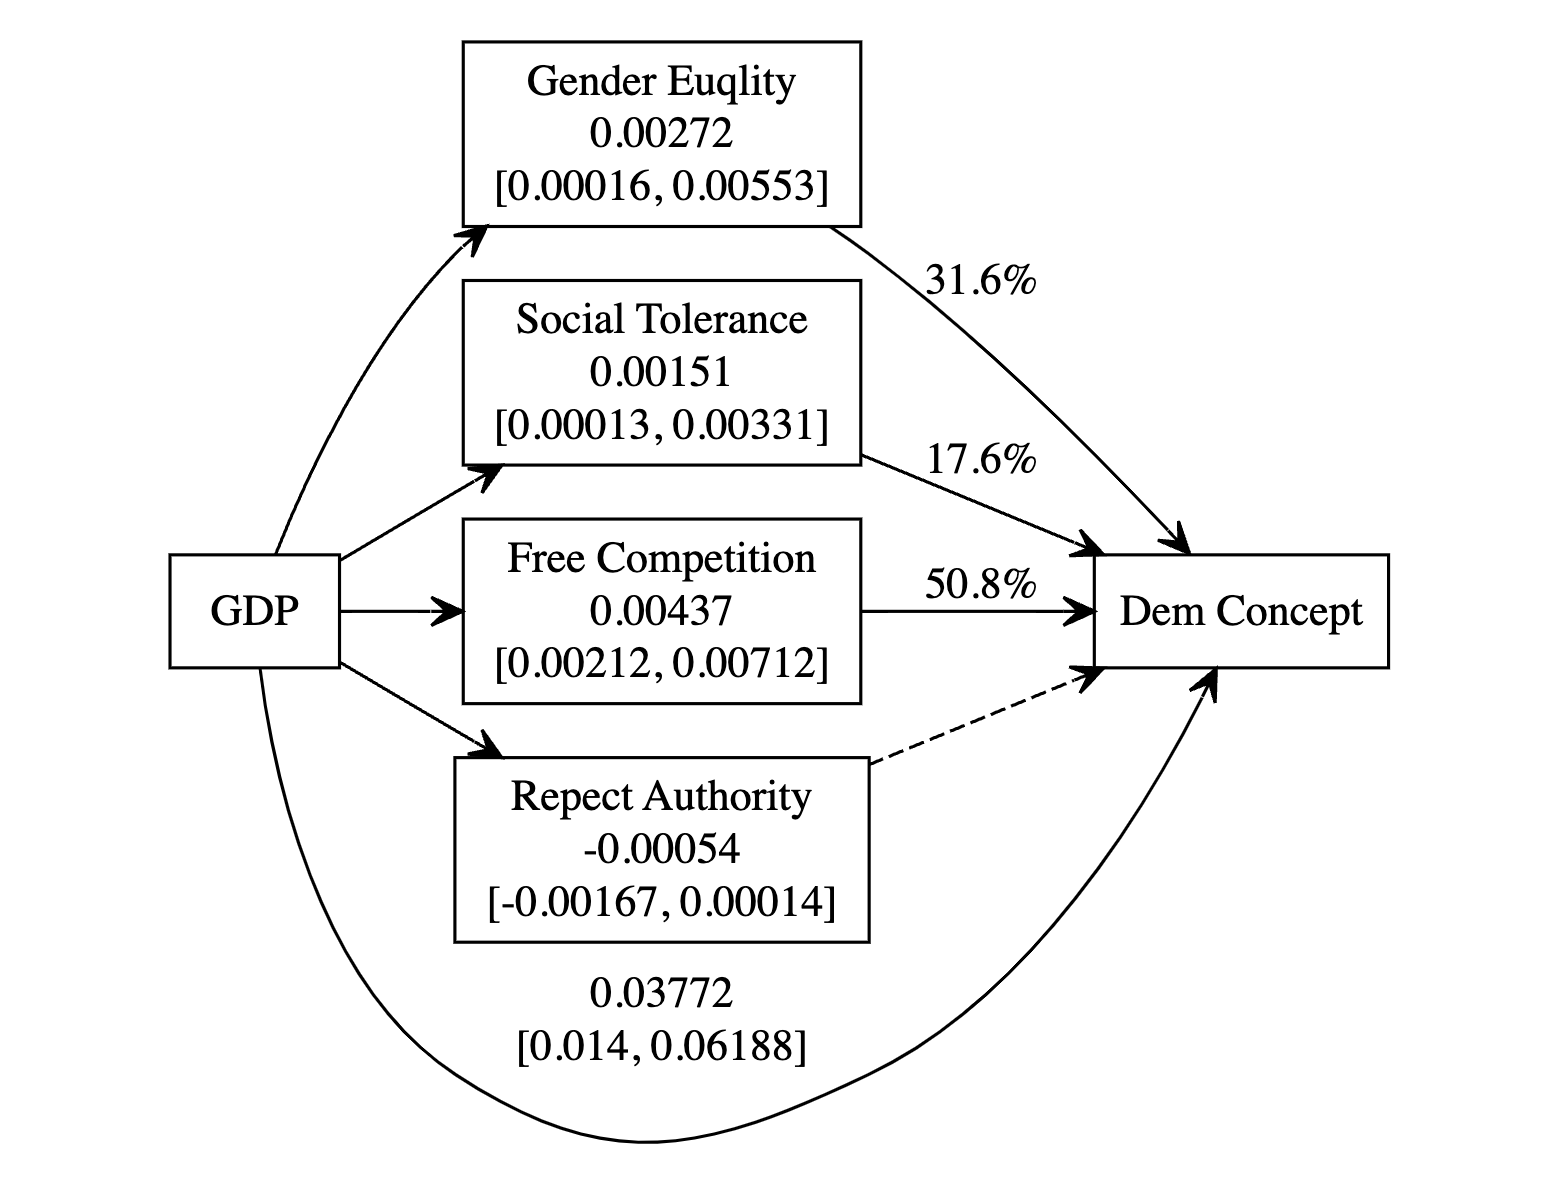 Gender Euqlity
0.00272
[0.00016, 0.00553]
31.6%
Social Tolerance
0.00151
[0.00013, 0.00331]
17.6%
Free Competition
0.00437
[0.00212, 0.00712]
50.8%
GDP
Dem Concept
Repect Authority
-0.00054
[-0.00167, 0.00014]
0.03772
[0.014, 0.06188]